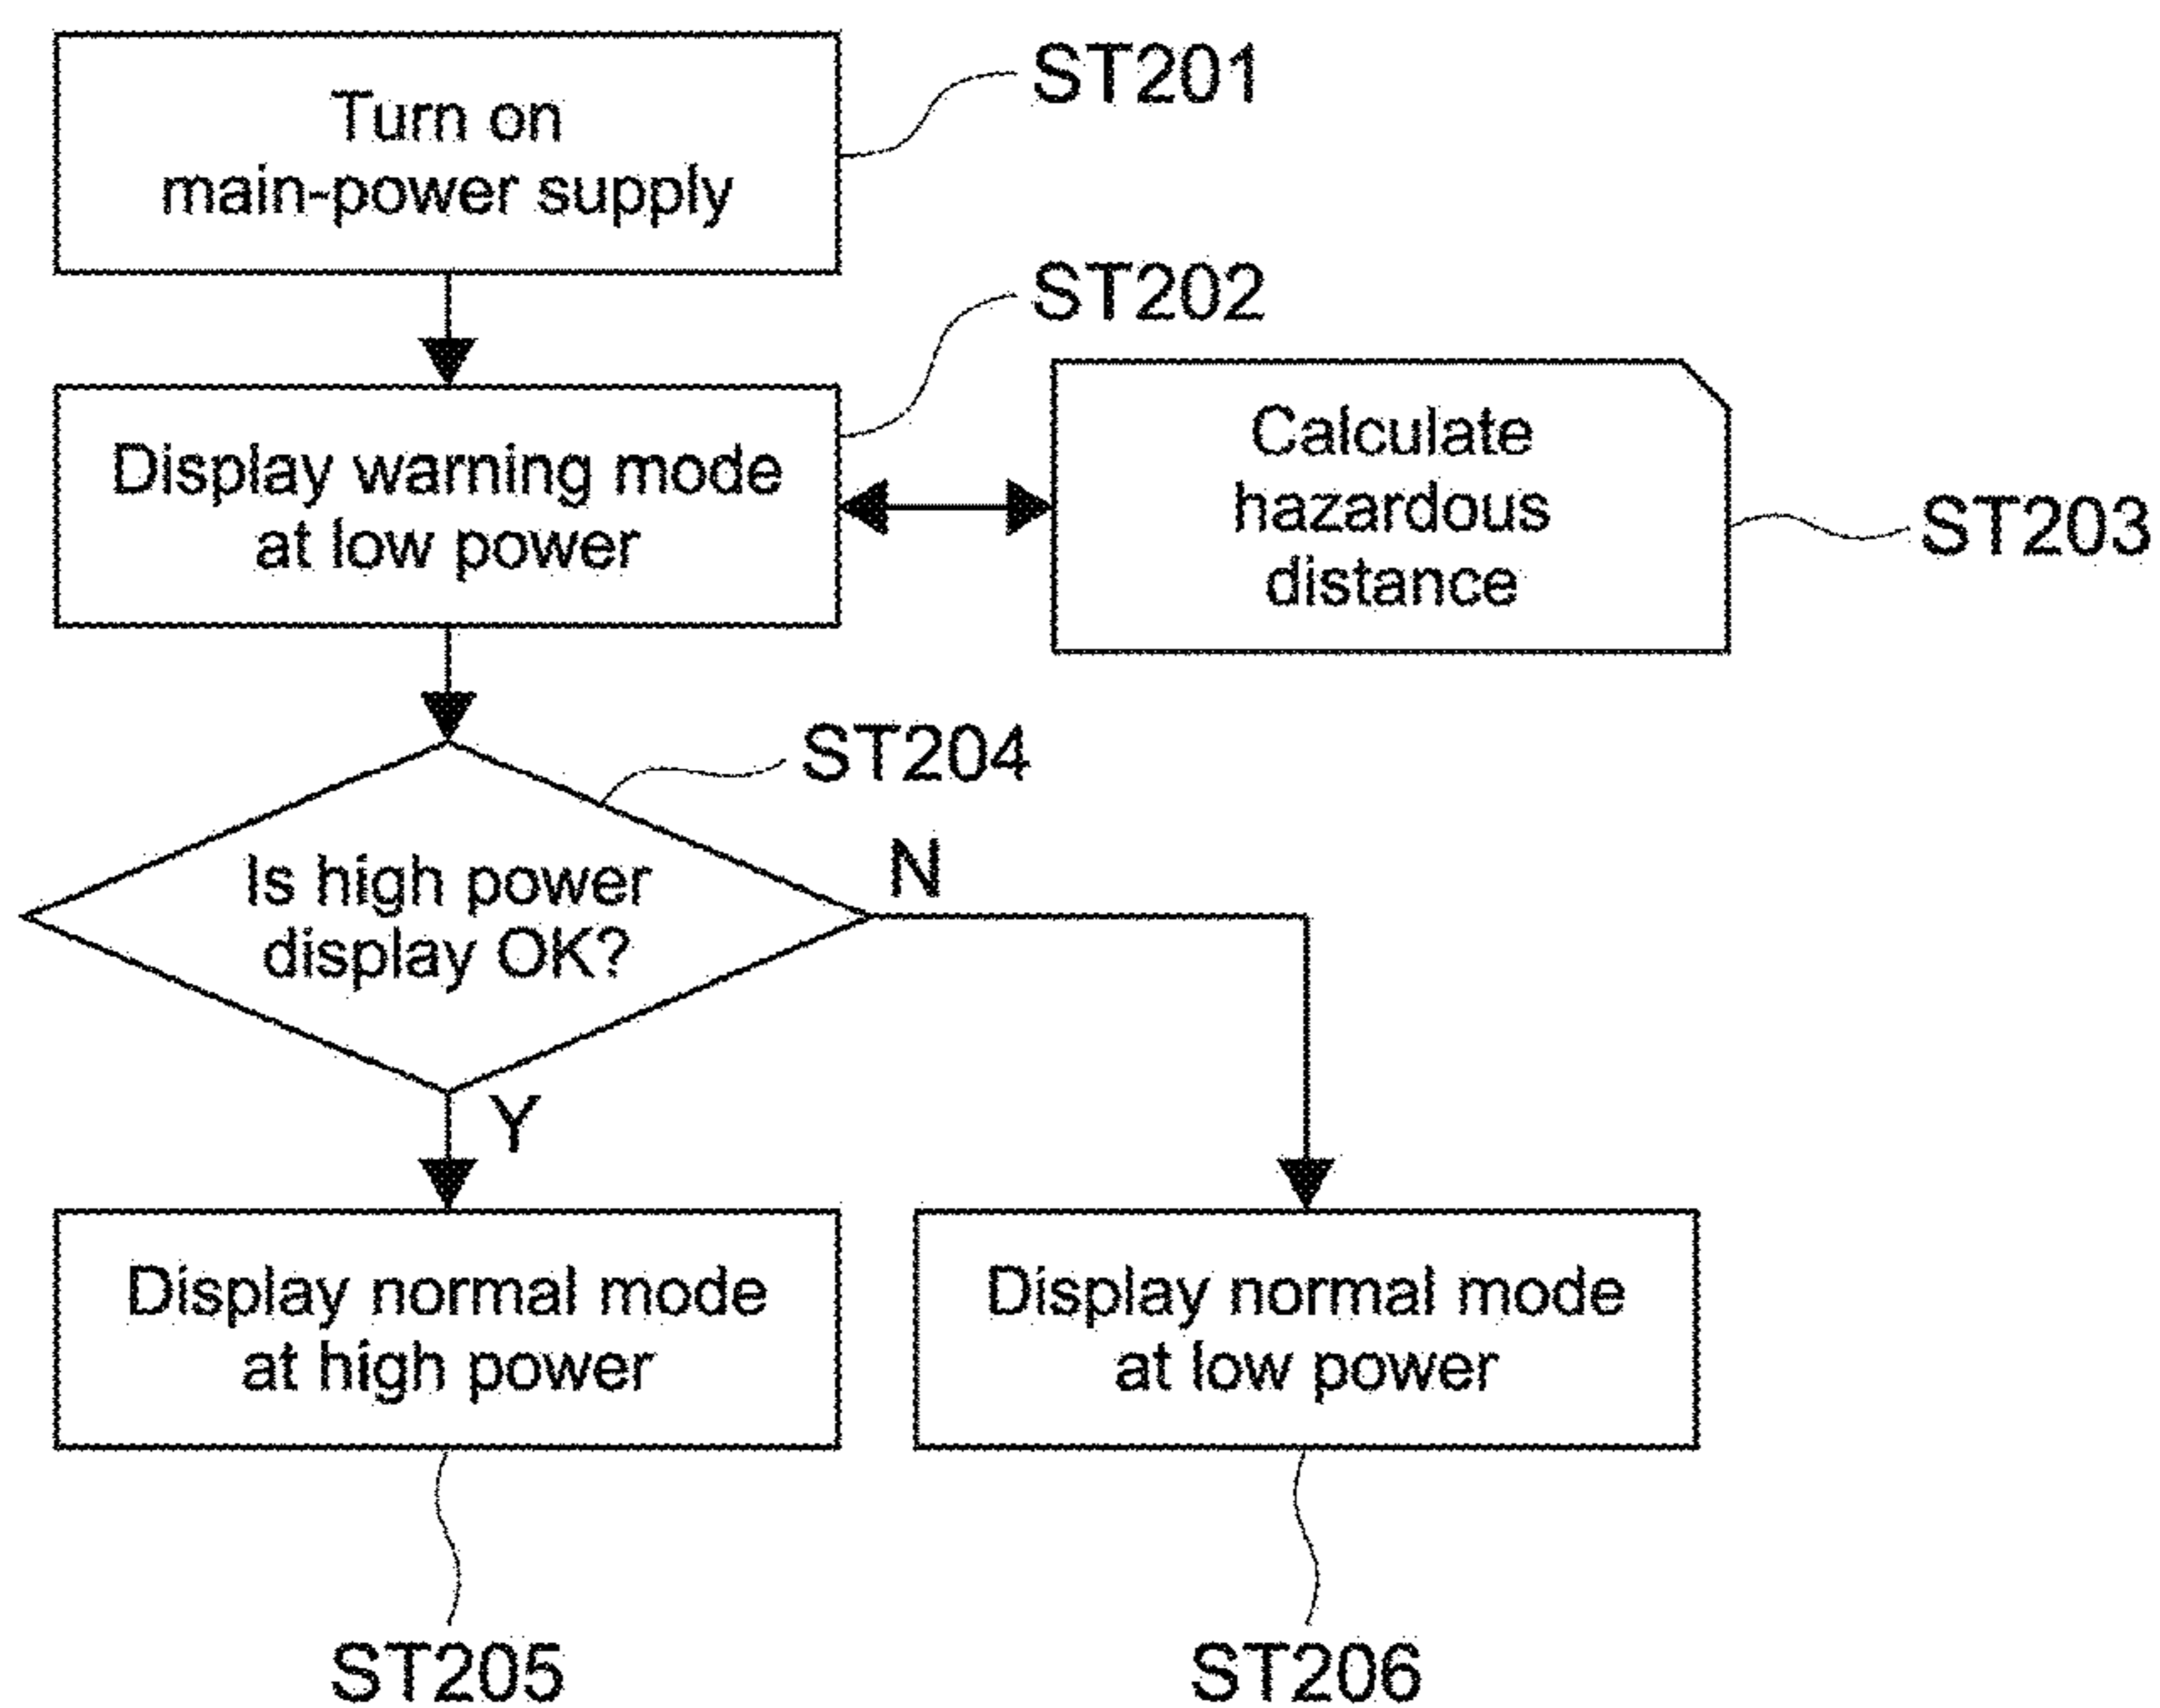 Turn on
main-power supply
ST201
ST202
Display warning mode
at low power
Calculate
hazardous
distance
ST203
ST204
Is high power
display OK?
N
Y
Display normal mode
at high power
Display normal mode
at low power
ST205
ST206